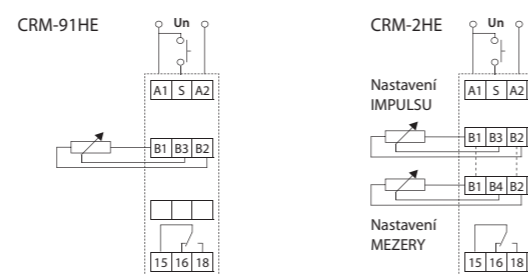 CRM-91HE
Un
A1 S A2
B1 B3 B2
15 16 18
CRM-2HE
Un
Nastavení
IMPULSU
A1 S A2
B1 B3 B2
B1 B4 B2
Nastavení
MEZERY
15 16 18